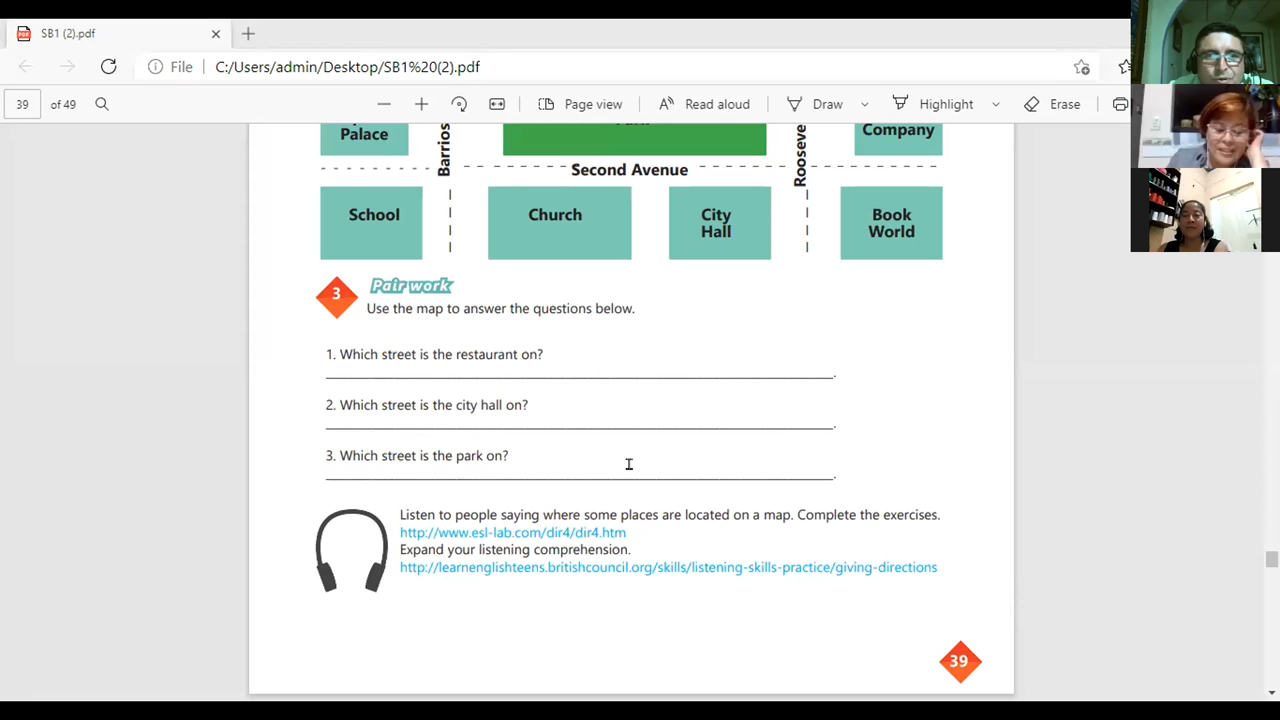 SB1 (2).pdf
File
C:/Users/admin/Desktop/SB1%20(2).pdf
39 of 49
Page view
Read aloud
Draw
Highlight
Erase
Palace
Barrios
Company
Second Avenue
School
Church
City
Hall
Book
World
3
Pair work
Use the map to answer the questions below.
1. Which street is the restaurant on?
2. Which street is the city hall on?
3. Which street is the park on?
Listen to people saying where some places are located on a map. Complete the exercises.
http://www.esl-lab.com/dir4/dir4.htm
Expand your listening comprehension.
http://learnenglishteens.britishcouncil.org/skills/listening-skills-practice/giving-directions
39